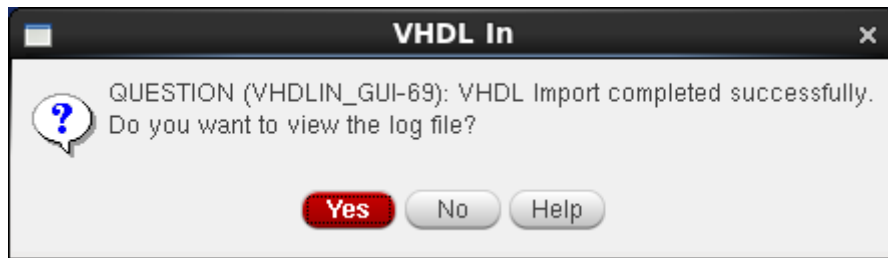 VHDL In
QUESTION (VHDLIN_GUI-69): VHDL Import completed successfully.
Do you want to view the log file?
Yes No Help